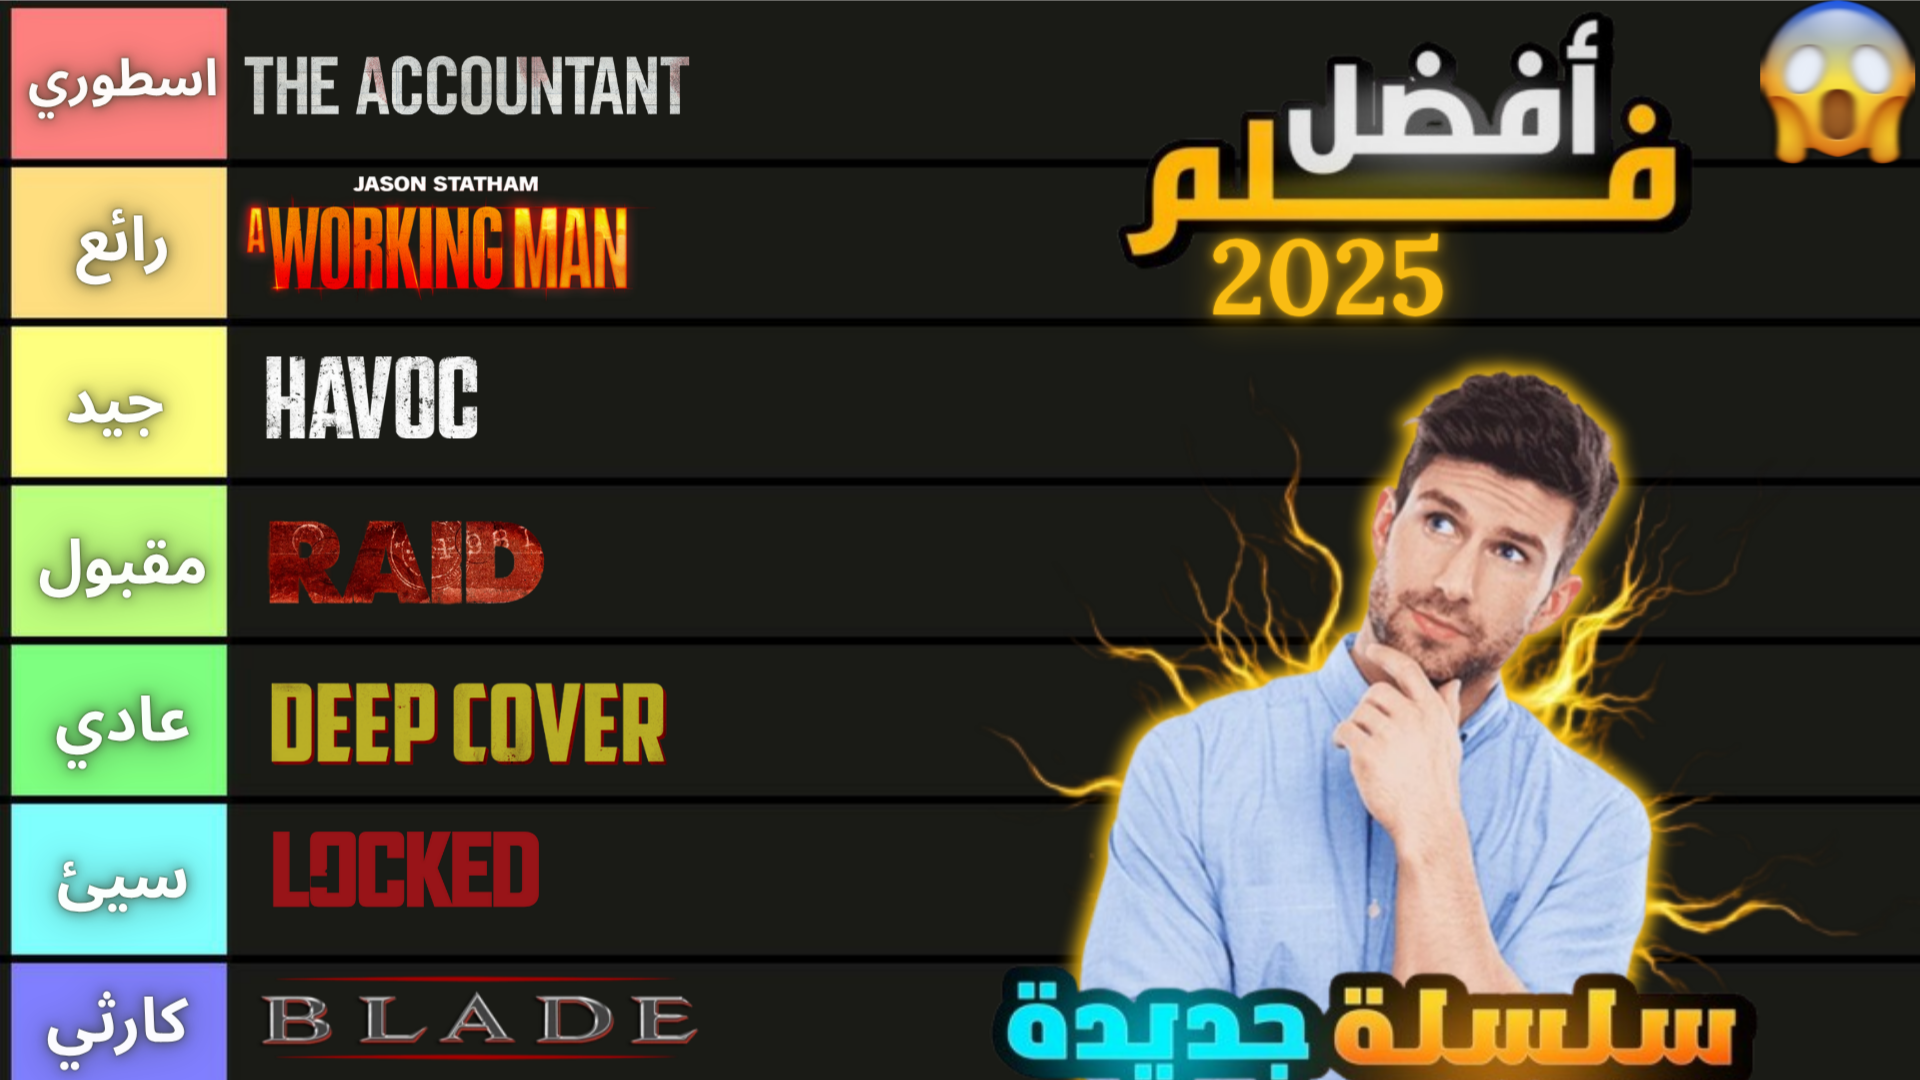 اسطوري
THE ACCOUNTANT
رائع
JASON STATHAM
A WORKING MAN
جيد
HAVOC
مقبول
RAID
1981
عادي
DEEP COVER
سيئ
LOCKED
كارثي
BLADE
أفضل
فلم
2025
سلسلة جديدة